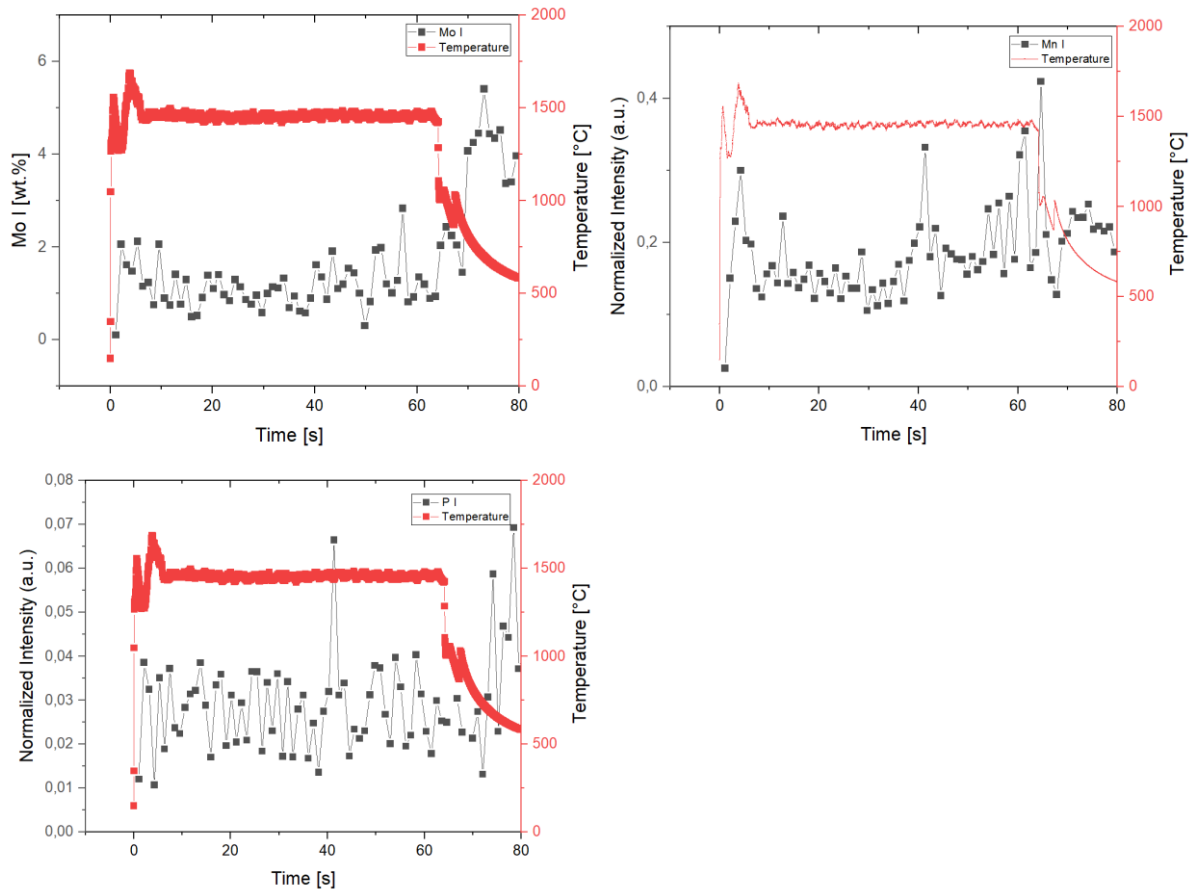 Mo I [wt.%]
6
4
2
0
Mo I
Temperature
2000
1500
1000
500
0
Temperature [°C]
0 20 40 60 80
Time [s]
Normalized Intensity (a.u.)
0,4
0,2
0,0
Mn I
Temperature
2000
1500
1000
500
0
Temperature [°C]
0 20 40 60 80
Time [s]
Normalized Intensity (a.u.)
0,08
0,07
0,06
0,05
0,04
0,03
0,02
0,01
0,00
P I
Temperature
2000
1500
1000
500
0
Temperature [°C]
0 20 40 60 80
Time [s]